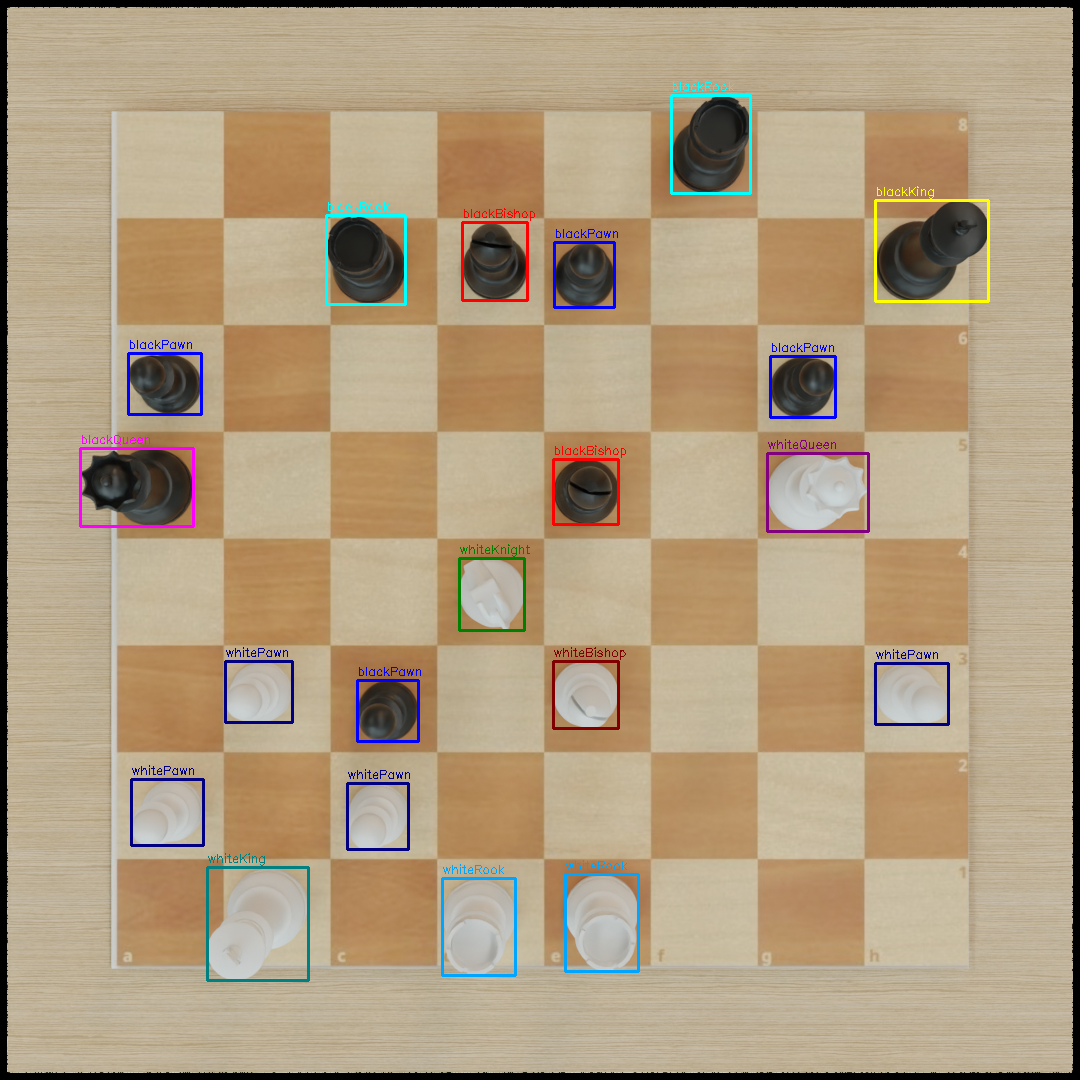 blackRook
8
blackKing
blackRook
blackBishop
blackPawn
6
blackPawn
blackPawn
blackQueen
5
blackBishop
whiteQueen
4
whiteKnight
3
whitePawn
whiteBishop
whitePawn
blackPawn
2
whitePawn
whitePawn
1
whiteKing
whiteRook
whiteRook
a
c
e
f
g
h